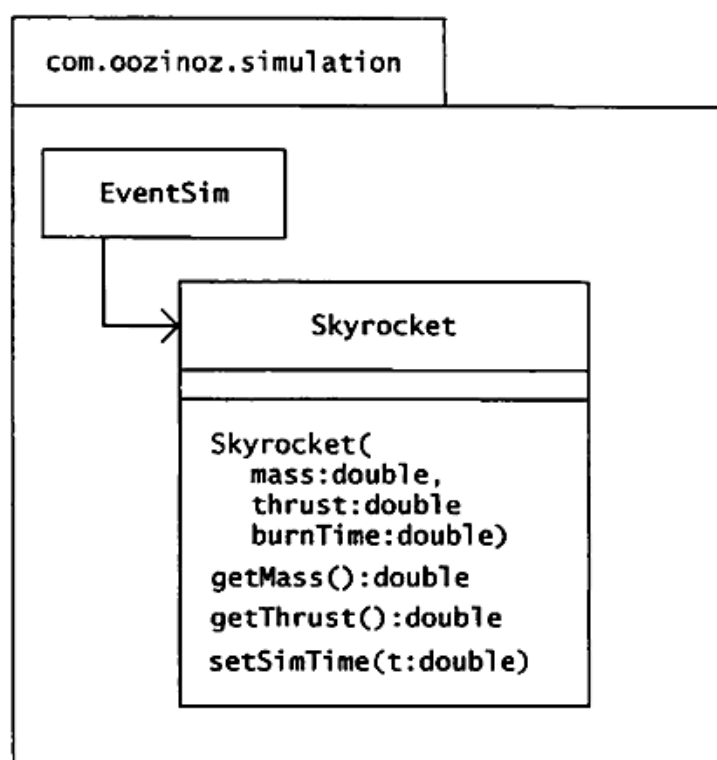 com.oozinoz.simulation
EventSim
Skyrocket
Skyrocket(
mass:double,
thrust:double
burnTime:double)
getMass():double
getThrust():double
setSimTime(t:double)